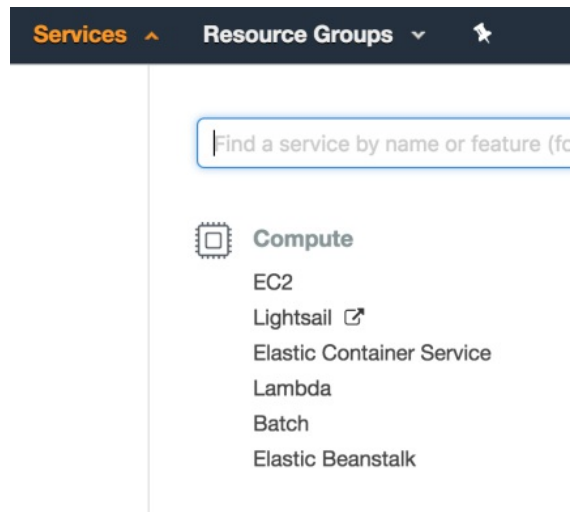 Services Resource Groups
Find a service by name or feature (fo
Compute
EC2
Lightsail
Elastic Container Service
Lambda
Batch
Elastic Beanstalk